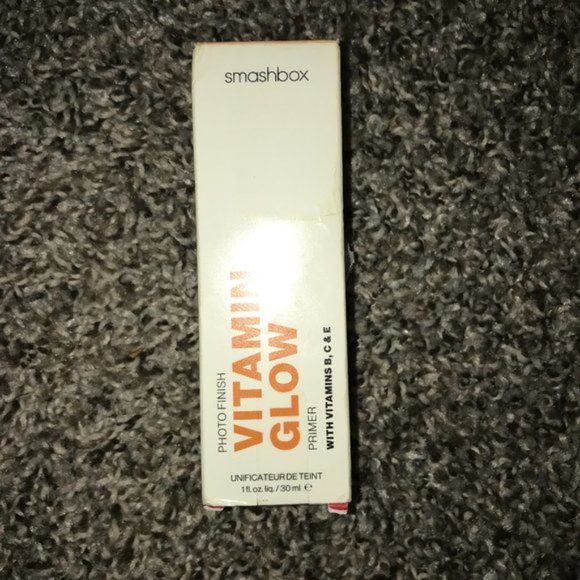 smashbox
PHOTO FINISH
VITAMIN
GLOW
PRIMER
WITH VITAMINS B, C & E
UNIFICATEUR DE TEINT
1 fl. oz. liq. / 30 ml ℮